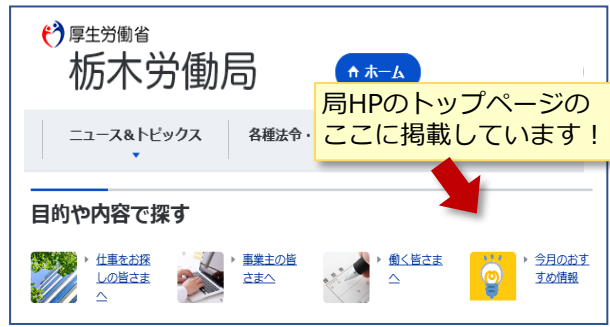 厚生労働省
栃木労働局
ホーム
局HPのトップページの
ここに掲載しています！
ニュース&トピックス
各種法令・
目的や内容で探す
仕事をお探
しの皆さま
へ
事業主の皆
さまへ
働く皆さま
へ
今月のおす
すめ情報